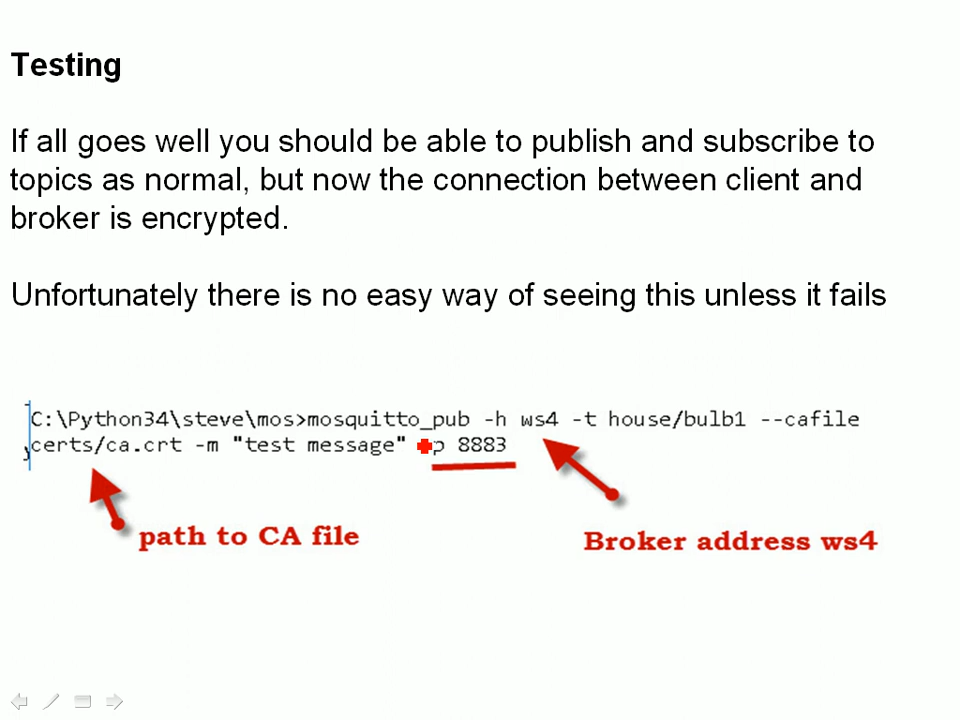 Testing
If all goes well you should be able to publish and subscribe to
topics as normal, but now the connection between client and
broker is encrypted.
Unfortunately there is no easy way of seeing this unless it fails
C:\Python34\steve\mos>mosquitto_pub -h ws4 -t house/bulb1 --cafile
certs/ca.crt -m "test message" p 8883
path to CA file
Broker address ws4